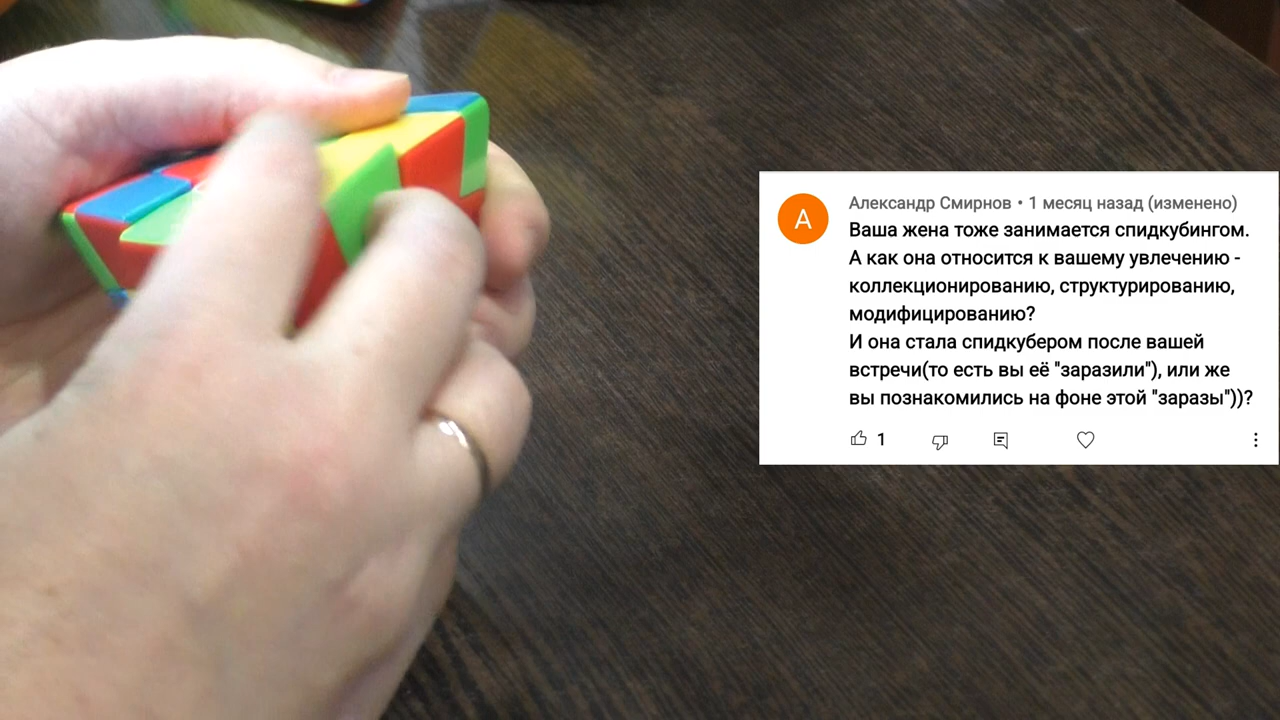 А
Александр Смирнов • 1 месяц назад (изменено)
Ваша жена тоже занимается спидкубингом.
А как она относится к вашему увлечению -
коллекционированию, структурированию,
модифицированию?
И она стала спидкубером после вашей
встречи(то есть вы её "заразили"), или же
вы познакомились на фоне этой "заразы"))?
1